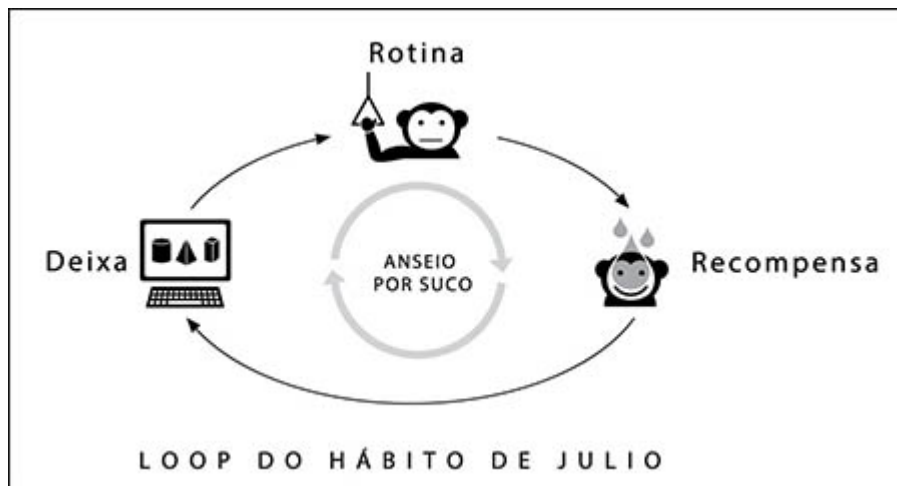 Rotina
Deixa
ANSEIO
POR SUCO
Recompensa
LOOP DO HÁBITO DE JULIO